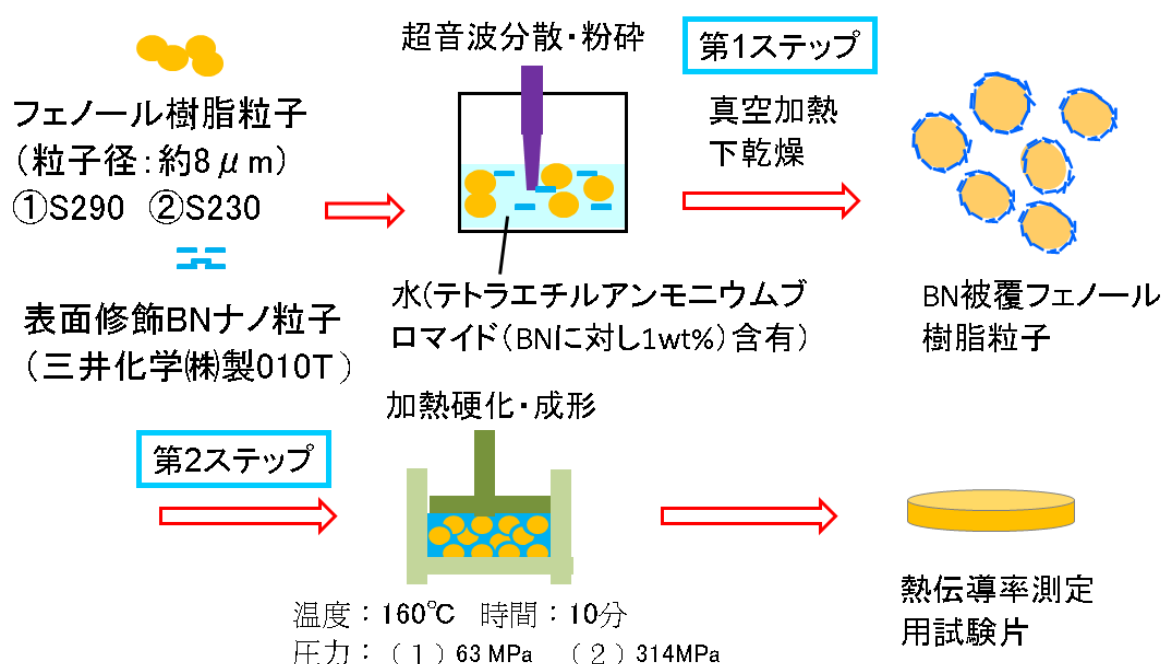 超音波分散・粉砕
第1ステップ
フェノール樹脂粒子
(粒子径:約8μm)
①S290 ②S230
真空加熱
下乾燥
表面修飾BNナノ粒子
(三井化学㈱製010T)
水(テトラエチルアンモニウムブ
ロマイド(BNに対し1wt%)含有)
BN被覆フェノール
樹脂粒子
第2ステップ
加熱硬化・成形
温度:160℃ 時間:10分
圧力:(1)63 MPa (2)314MPa
熱伝導率測定
用試験片